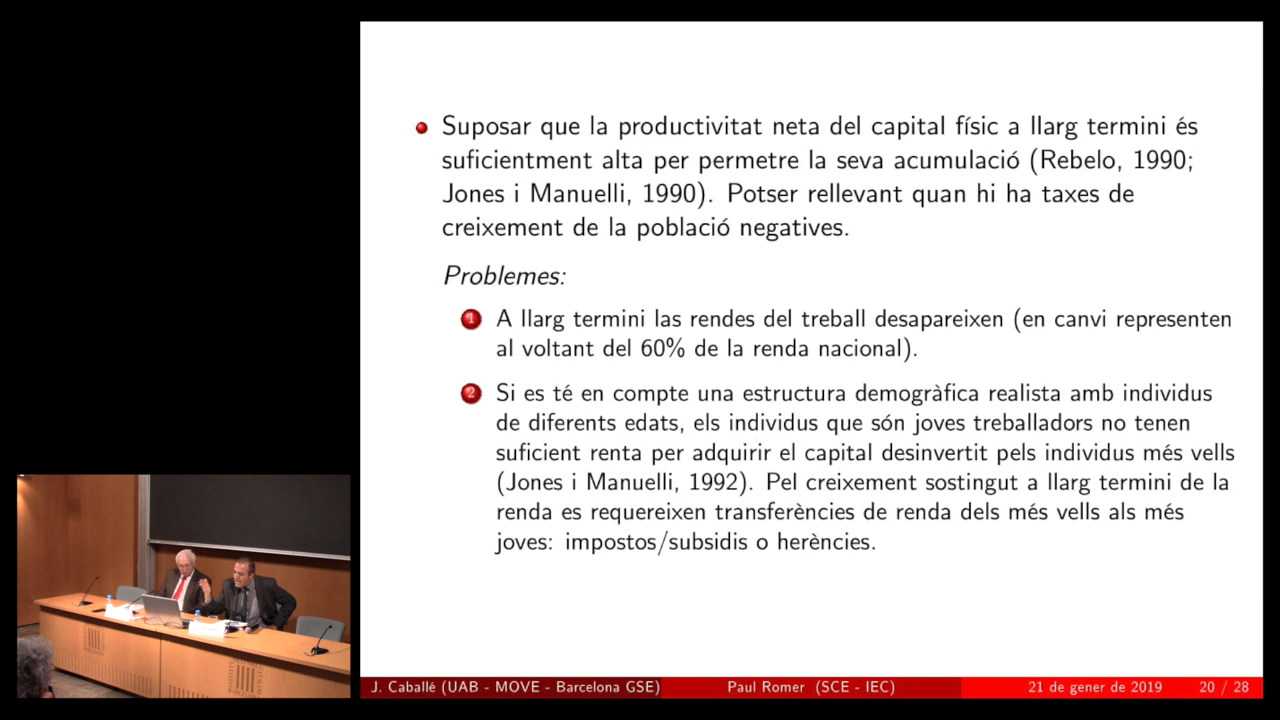 Suposar que la productivitat neta del capital físic a llarg termini és
suficientment alta per permetre la seva acumulació (Rebelo, 1990;
Jones i Manuelli, 1990). Potser rellevant quan hi ha taxes de
creixement de la població negatives.
Problemes:
1 A llarg termini las rendes del treball desapareixen (en canvi representen
al voltant del 60% de la renda nacional).
2 Si es té en compte una estructura demogràfica realista amb individus
de diferents edats, els individus que són joves treballadors no tenen
suficient renta per adquirir el capital desinvertit pels individus més vells
(Jones i Manuelli, 1992). Pel creixement sostingut a llarg termini de la
renda es requereixen transferències de renda dels més vells als més
joves: impostos/subsidis o herències.
J. Caballé (UAB - MOVE - Barcelona GSE) Paul Romer (SCE - IEC) 21 de gener de 2019 20 / 28